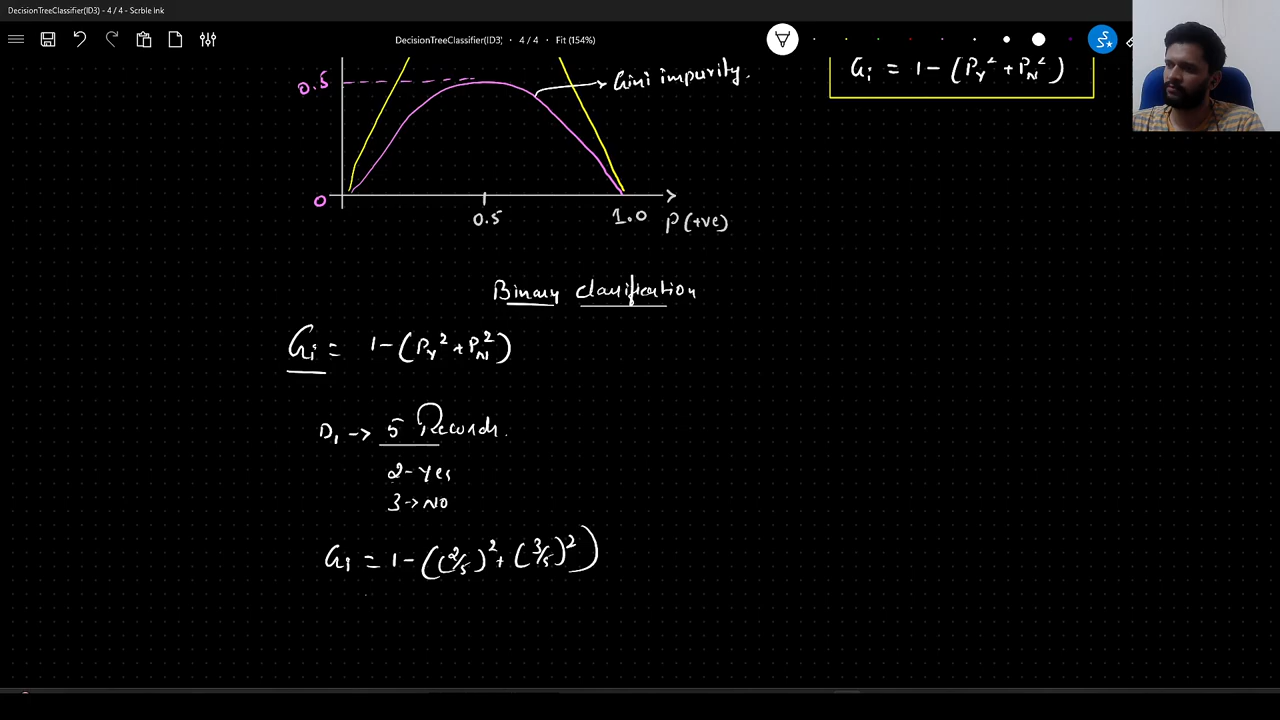 DecisionTreeClassifier(ID3) - 4 / 4 - Scrble Ink
DecisionTreeClassifier(ID3) • 4 / 4 • Fit (154%)
0.5
Gini impurity.
Gi = 1 - (PY² + PN²)
0
0.5
1.0
P(+ve)
Binary classification
Gi = 1 - (PY² + PN²)
D1 → 5 Records.
2 - Yes
3 → NO
Gi = 1 - ((2/5)² + (3/5)²)